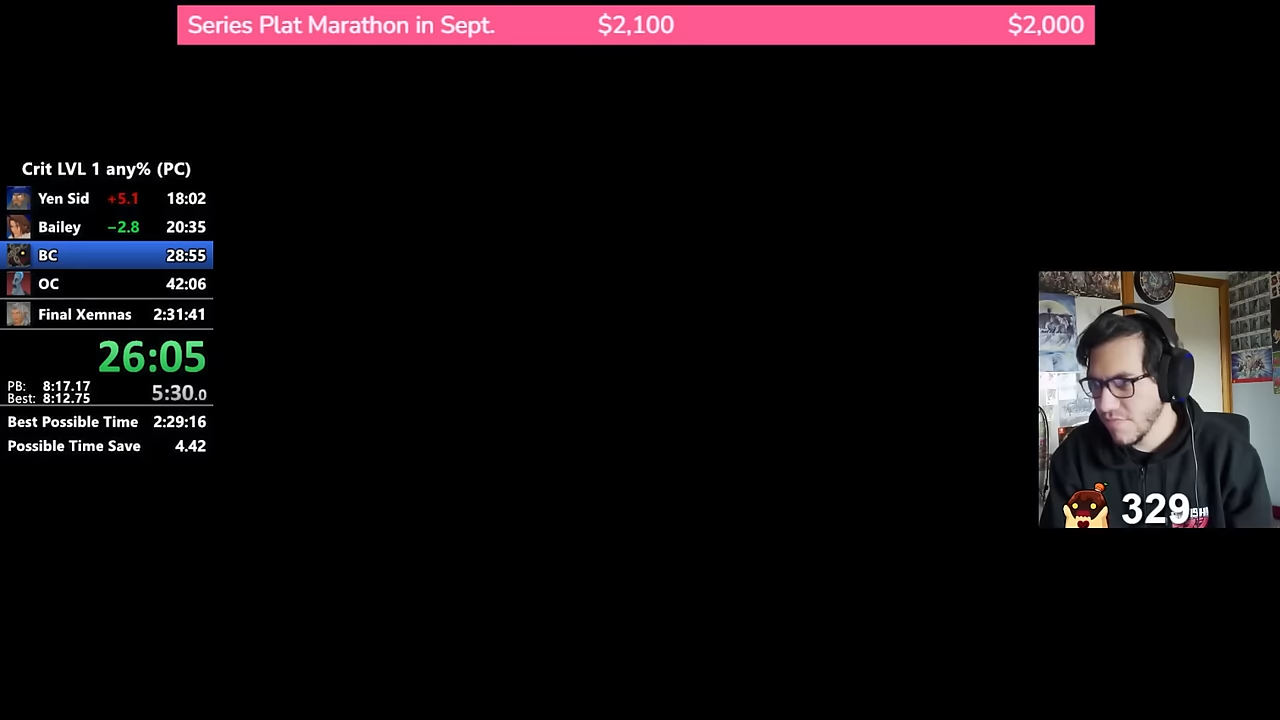 Series Plat Marathon in Sept. $2,100 $2,000
Crit LVL 1 any% (PC)
Yen Sid +5.1 18:02
Bailey −2.8 20:35
BC 28:55
OC 42:06
Final Xemnas 2:31:41
26:05
PB: 8:17.17
Best: 8:12.75
5:30.0
Best Possible Time 2:29:16
Possible Time Save 4.42
329